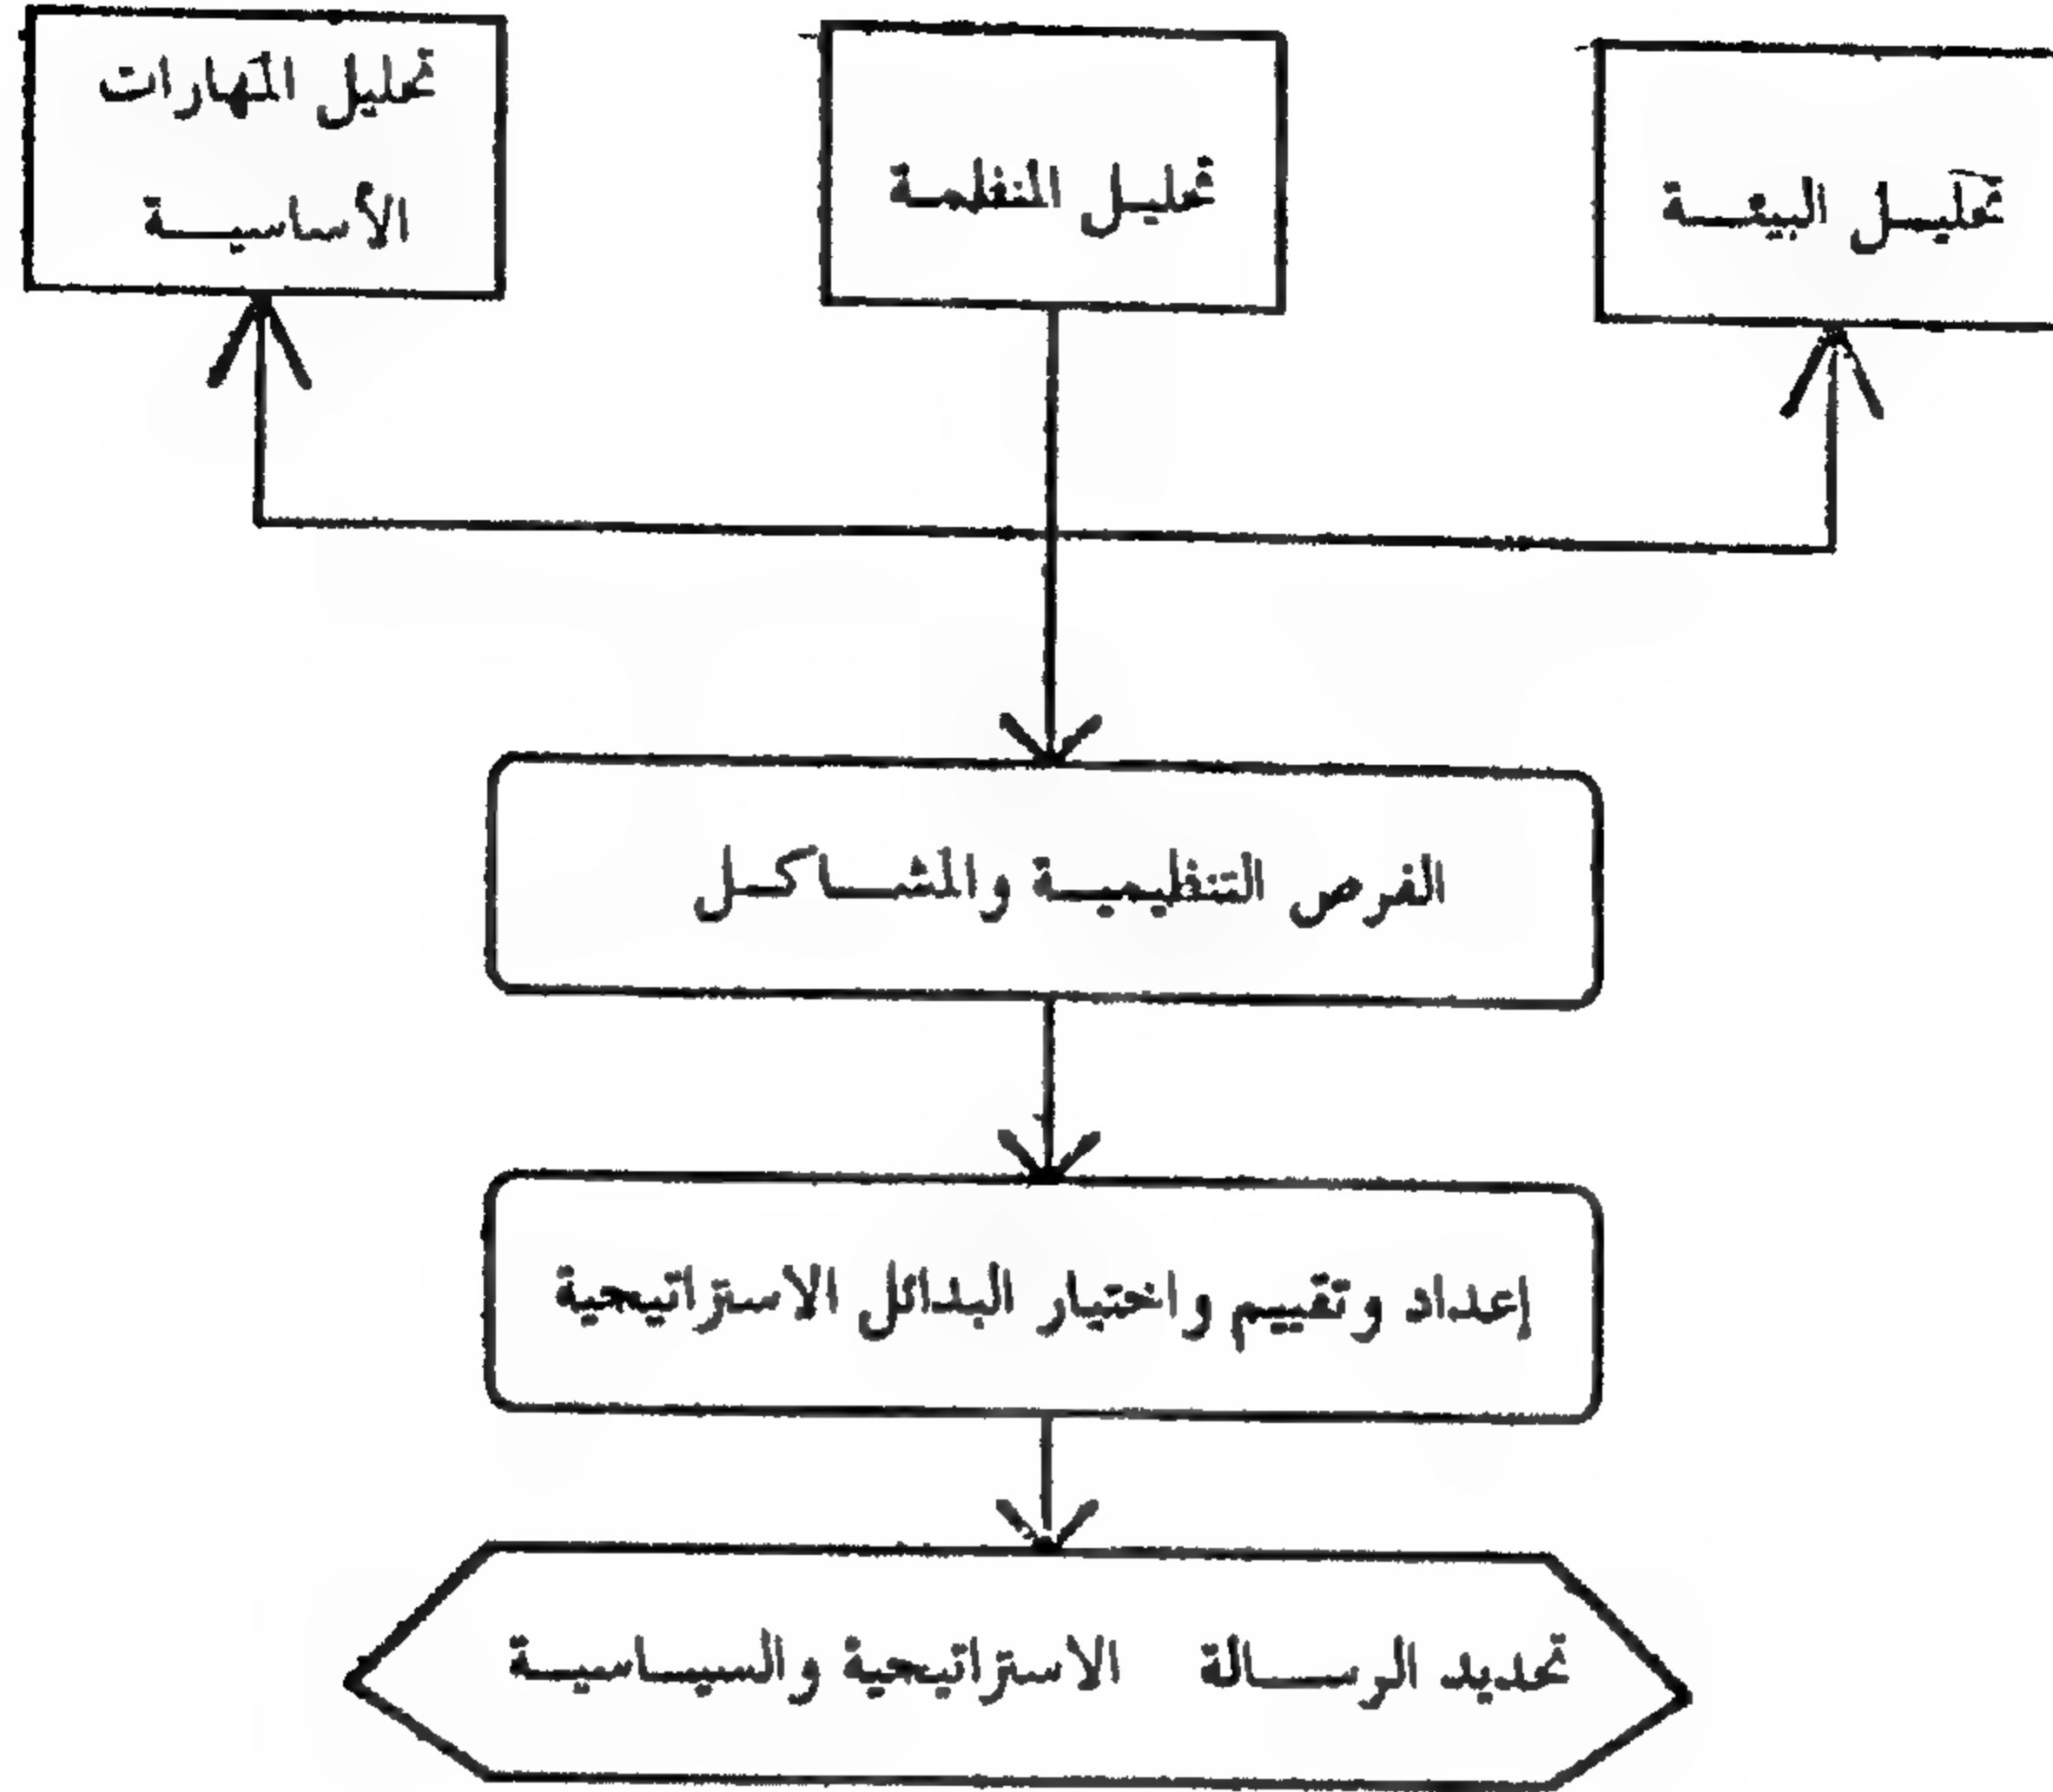 تحليل البيئة
تحليل المنظمة
تحليل المهارات
الأساسية
الفرص التنظيمية والمشاكل
إعداد وتقييم واختيار البدائل الاستراتيجية
تحديد الرسالة الاستراتيجية والسياسية